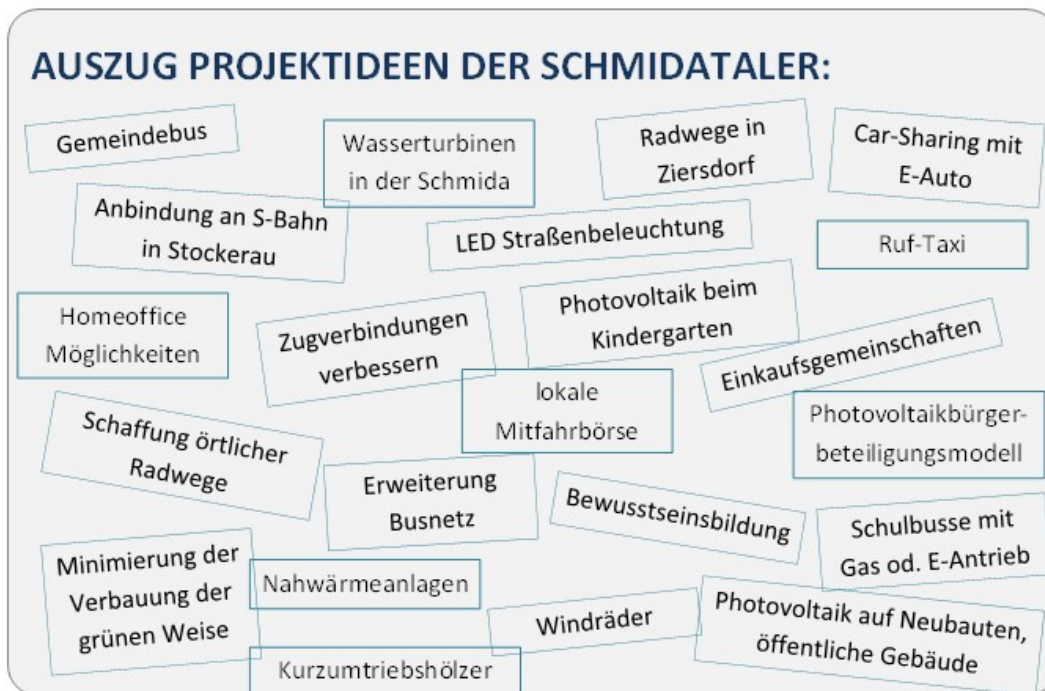 AUSZUG PROJEKTIDEEN DER SCHMIDATALER:
Gemeindebus
Wasserturbinen
in der Schmida
Radwege in
Ziersdorf
Car-Sharing mit
E-Auto
Anbindung an S-Bahn
in Stockerau
LED Straßenbeleuchtung
Ruf-Taxi
Homeoffice
Möglichkeiten
Zugverbindungen
verbessern
Photovoltaik beim
Kindergarten
Einkaufsgemeinschaften
lokale
Mitfahrbörse
Photovoltaikbürger-
beteiligungsmodell
Schaffung örtlicher
Radwege
Erweiterung
Busnetz
Bewusstseinsbildung
Schulbusse mit
Gas od. E-Antrieb
Minimierung der
Verbauung der
grünen Weise
Nahwärmeanlagen
Windräder
Photovoltaik auf Neubauten,
öffentliche Gebäude
Kurzumtriebshölzer